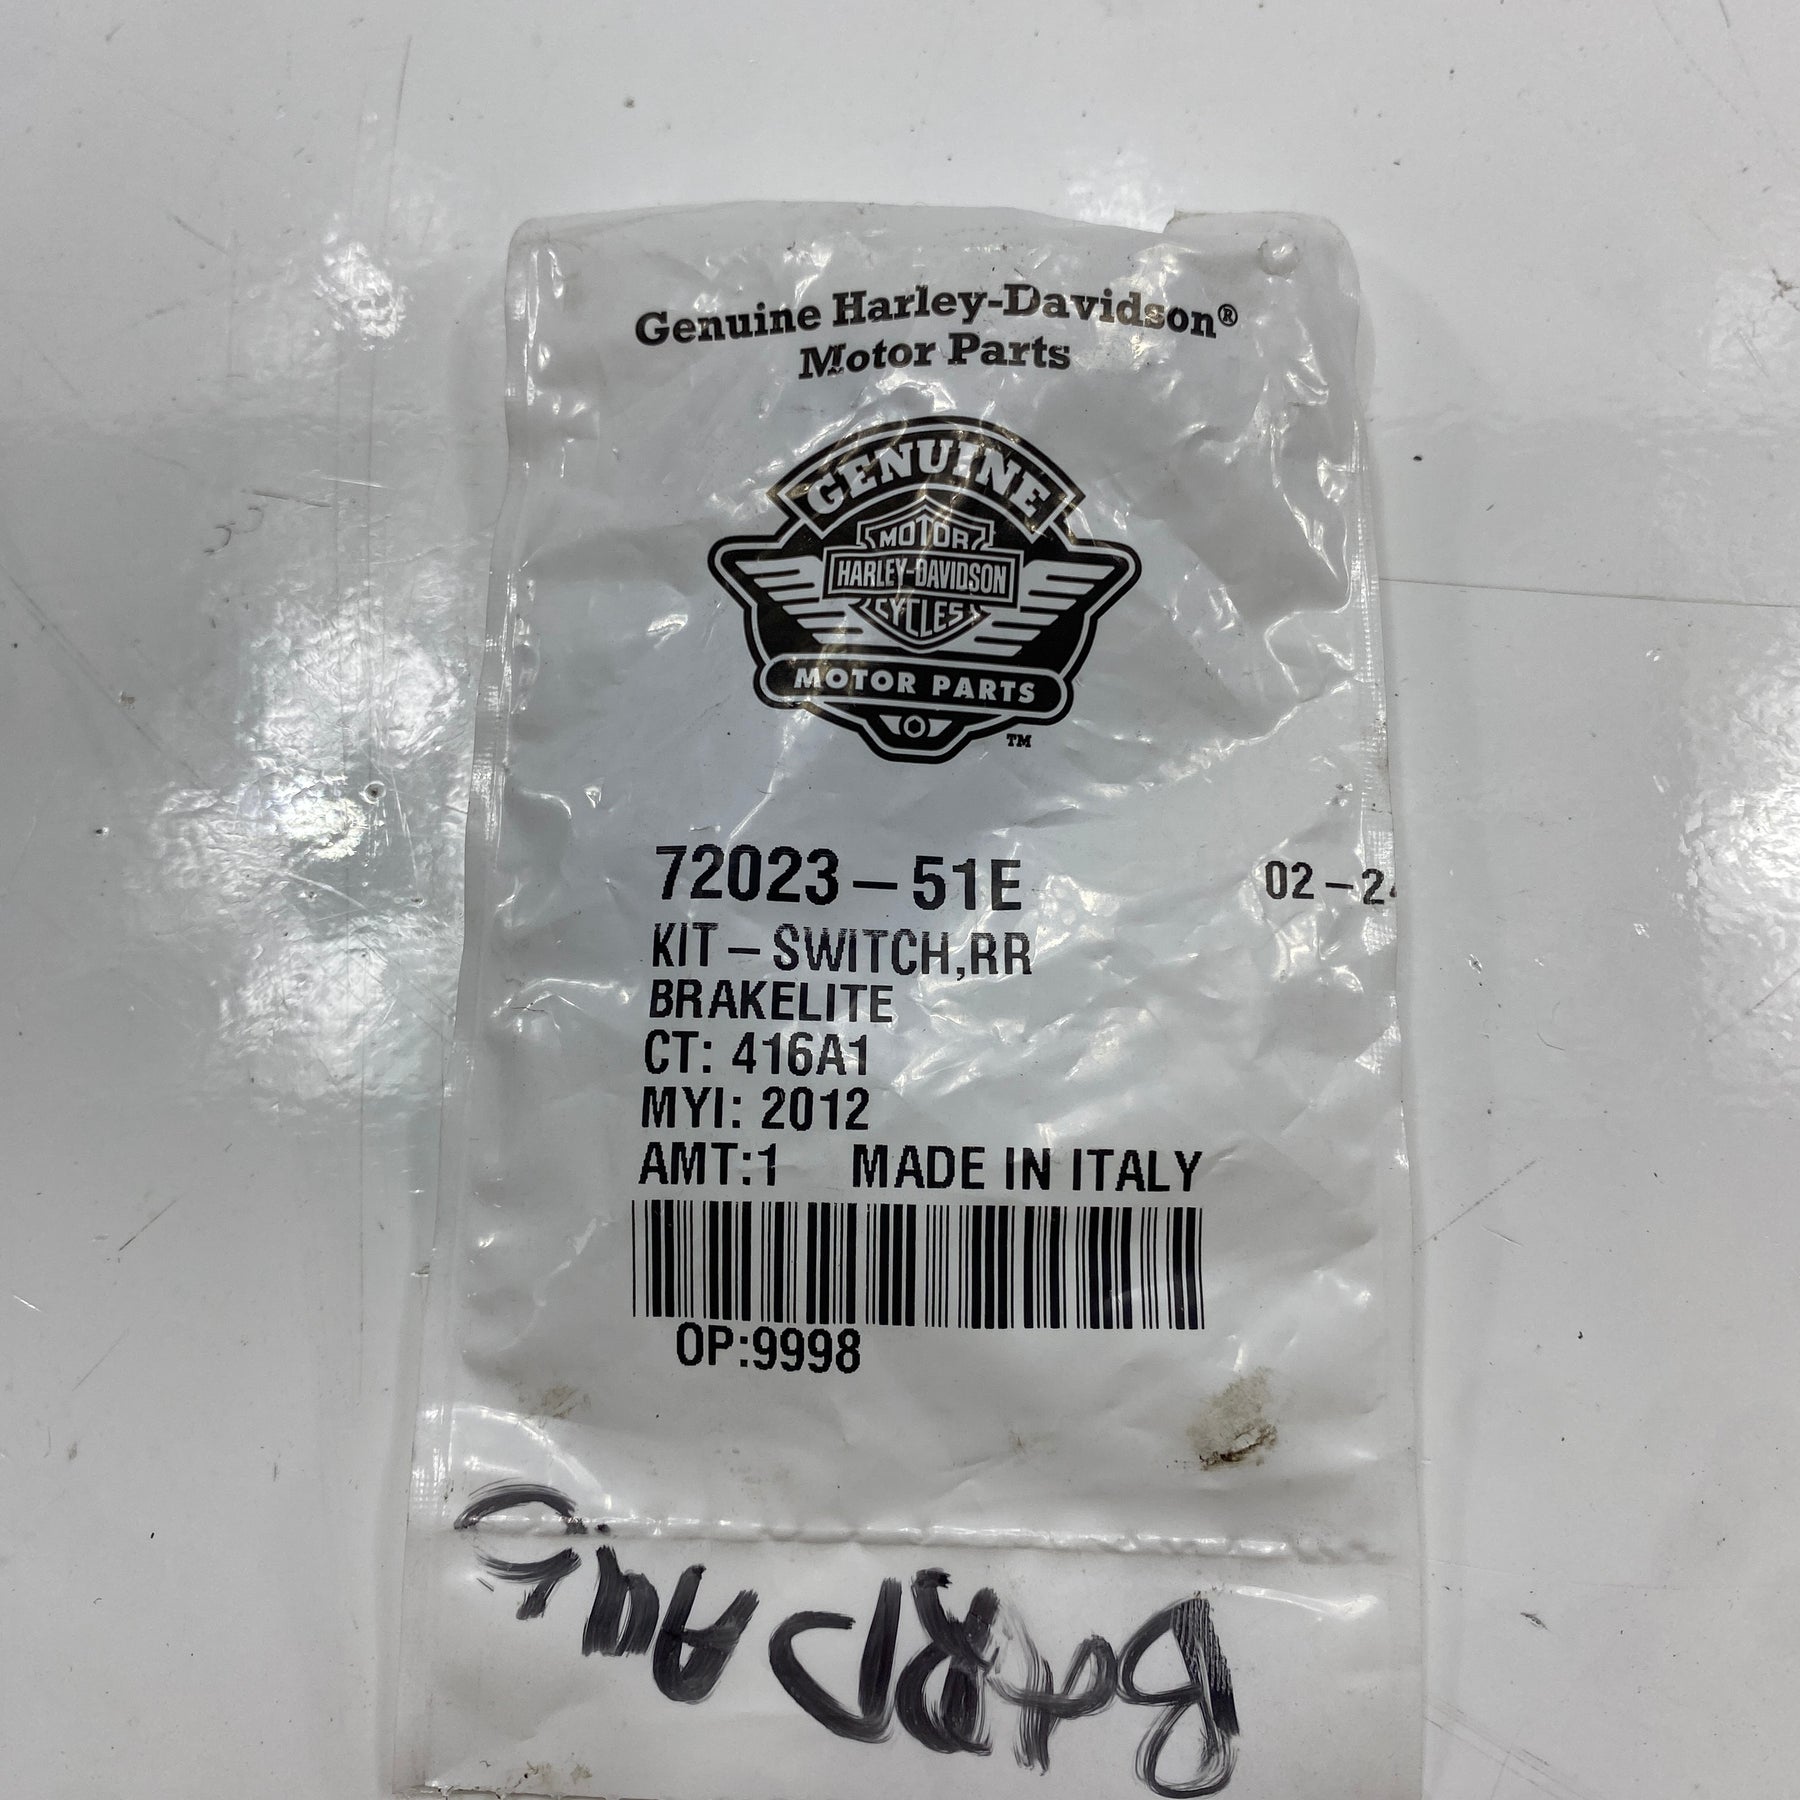 Genuine Harley-Davidson®
Motor Parts
GENUINE
MOTOR
HARLEY-DAVIDSON
CYCLES
MOTOR PARTS
TM
72023-51E 02-2
KIT-SWITCH,RR
BRAKELITE
CT: 416A1
MYI: 2012
AMT:1 MADE IN ITALY
OP:9998